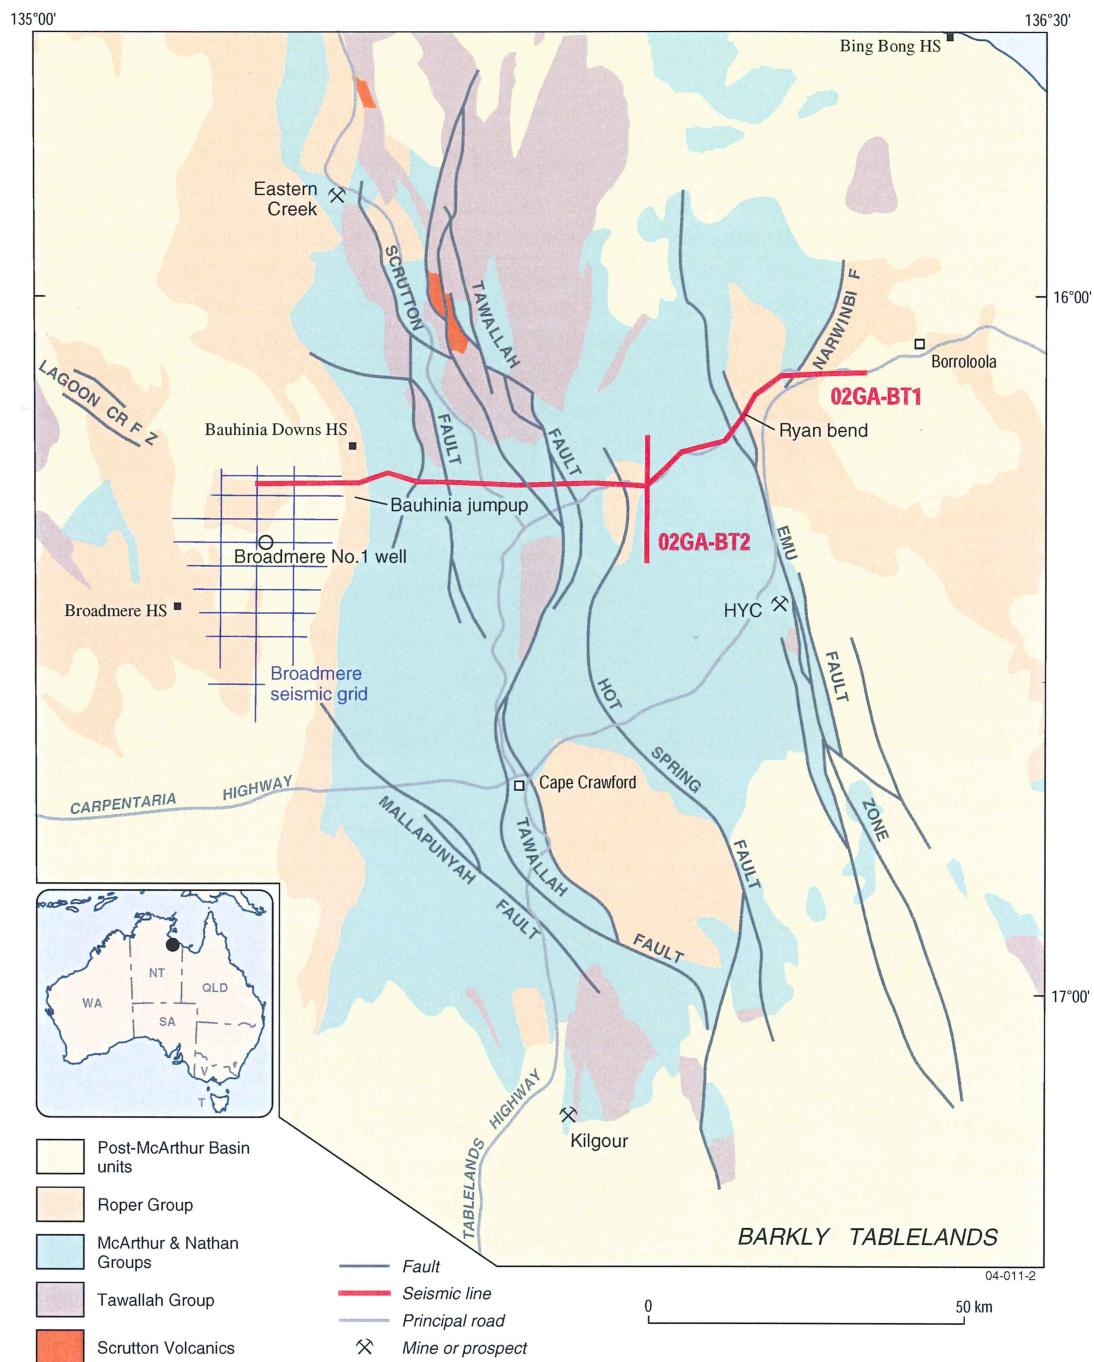 135°00'
136°30'
Bing Bong HS
Eastern
Creek
SCRUTTON
FAULT
TAWALLAH
FAULT
NARWINBI F
16°00'
Borroloola
LAGOON CR F Z
02GA-BT1
Ryan bend
Bauhinia Downs HS
Bauhinia jumpup
02GA-BT2
Broadmere No.1 well
EMU
FAULT
ZONE
HYC
Broadmere HS
Broadmere
seismic grid
HOT
SPRING
FAULT
CARPENTARIA HIGHWAY
Cape Crawford
MALLAPUNYAH
FAULT
TAWALLAH
FAULT
17°00'
WA
NT
QLD
SA
V
T
TABLELANDS HIGHWAY
Kilgour
BARKLY TABLELANDS
04-011-2
Post-McArthur Basin
units
Roper Group
McArthur & Nathan
Groups
Tawallah Group
Scrutton Volcanics
Fault
Seismic line
Principal road
Mine or prospect
0
50 km